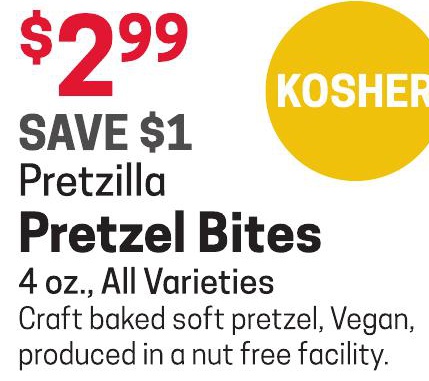 $2.99
KOSHER
SAVE $1
Pretzilla
Pretzel Bites
4 oz., All Varieties
Craft baked soft pretzel, Vegan,
produced in a nut free facility.